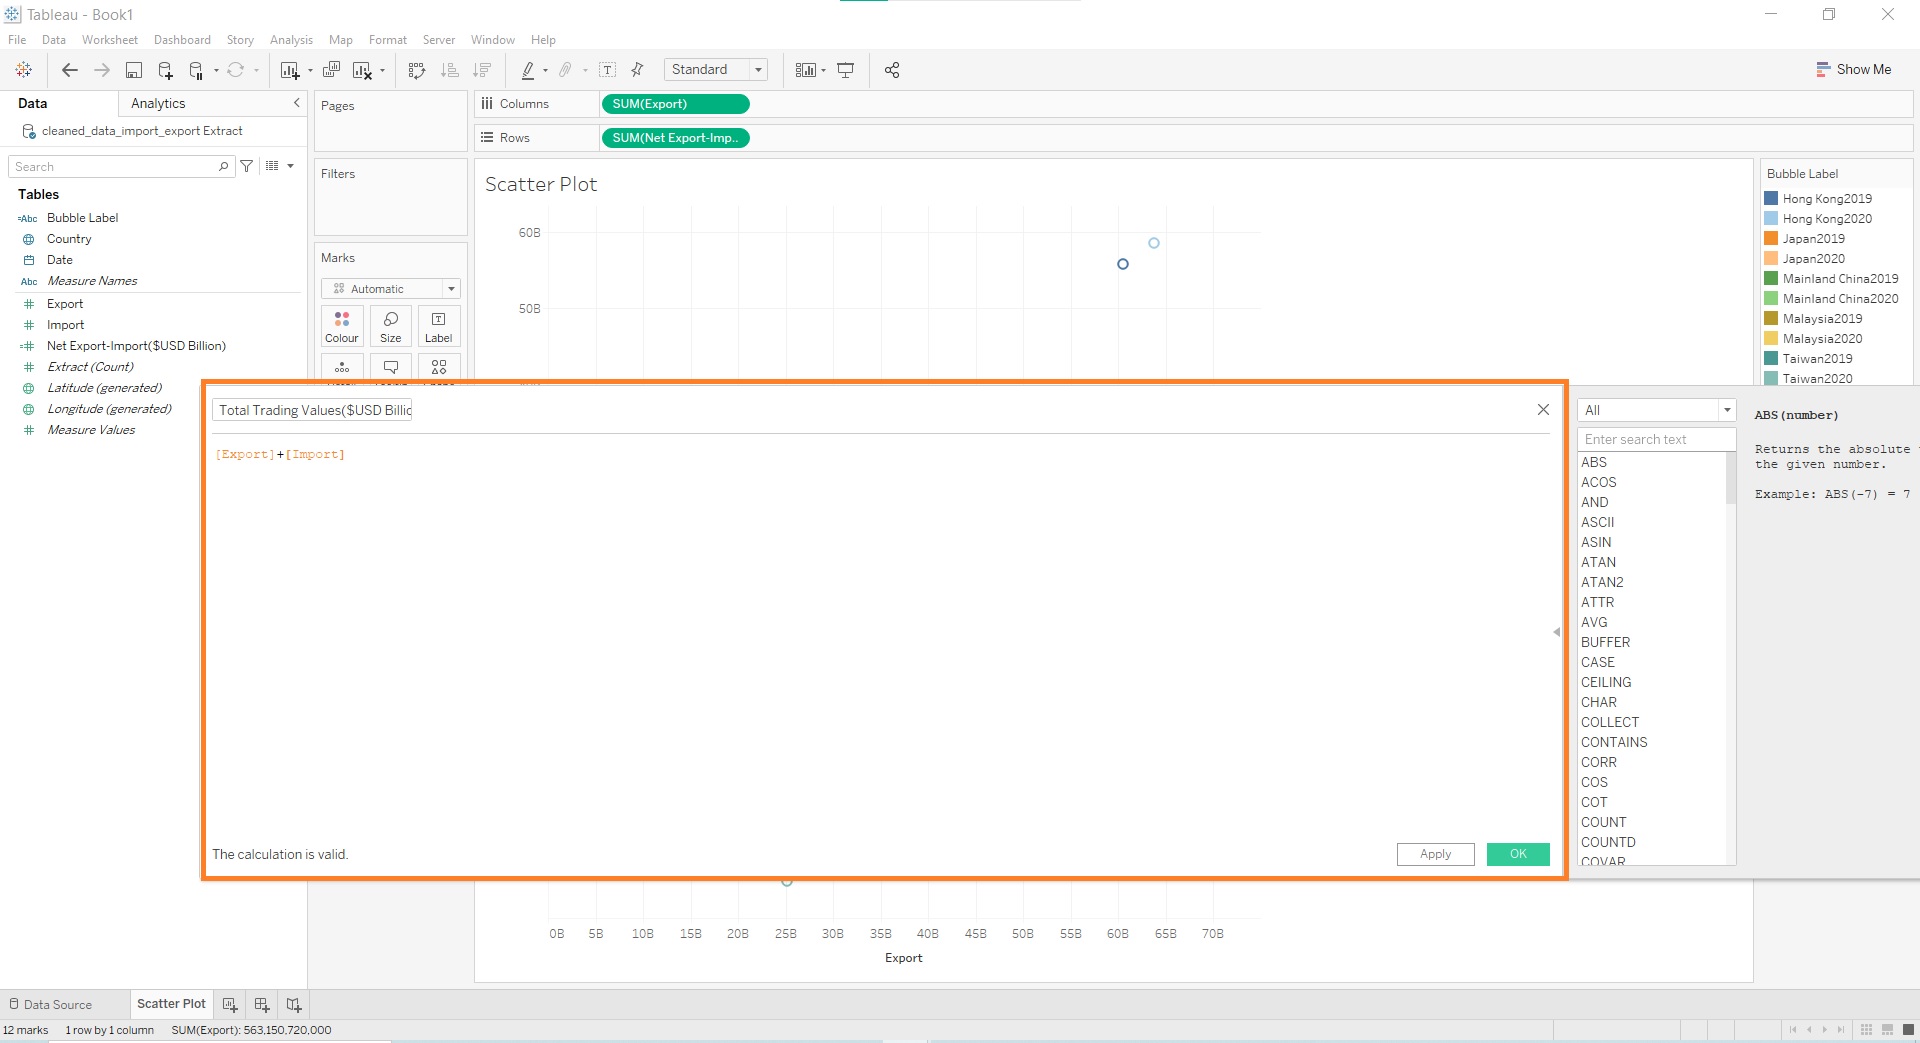 Tableau - Book1
File Data Worksheet Dashboard Story Analysis Map Format Server Window Help
Standard
Show Me
Data
Analytics
cleaned_data_import_export Extract
Search
Tables
=Abc Bubble Label
Country
Date
Abc Measure Names
Export
Import
Net Export-Import($USD Billion)
Extract (Count)
Latitude (generated)
Longitude (generated)
Measure Values
Pages
Filters
Marks
Automatic
Colour
Size
Label
Columns
SUM(Export)
Rows
SUM(Net Export-Imp..
Scatter Plot
60B
50B
Bubble Label
Hong Kong2019
Hong Kong2020
Japan2019
Japan2020
Mainland China2019
Mainland China2020
Malaysia2019
Malaysia2020
Taiwan2019
Taiwan2020
Total Trading Values($USD Billio
[Export]+[Import]
The calculation is valid.
Apply
OK
All
Enter search text
ABS
ACOS
AND
ASCII
ASIN
ATAN
ATAN2
ATTR
AVG
BUFFER
CASE
CEILING
CHAR
COLLECT
CONTAINS
CORR
COS
COT
COUNT
COUNTD
COVAR
ABS(number)
Returns the absolute
the given number.
Example: ABS(-7) = 7
0B 5B 10B 15B 20B 25B 30B 35B 40B 45B 50B 55B 60B 65B 70B
Export
Data Source
Scatter Plot
12 marks
1 row by 1 column
SUM(Export): 563,150,720,000